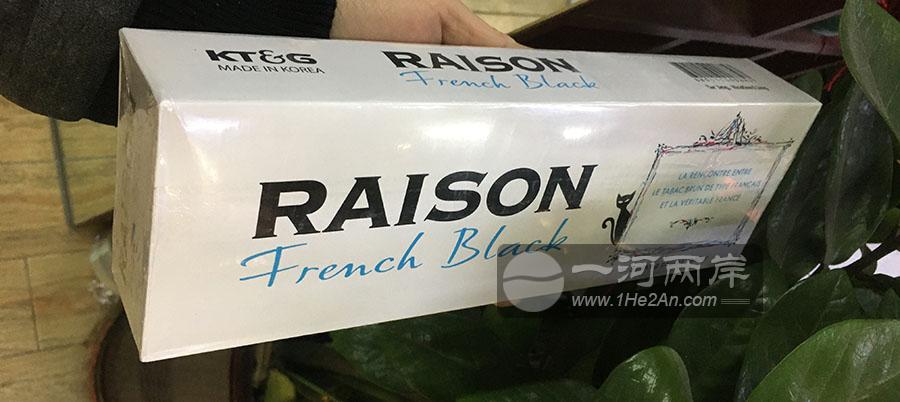 KT&G
MADE IN KOREA
RAISON
French Black
RAISON
French Black
LA RENCONTRE ENTRE
LE TABAC BRUN DE TYPE FRANÇAIS
ET LA VÉRITABLE FRANCE
一河两岸
www.1He2An.com